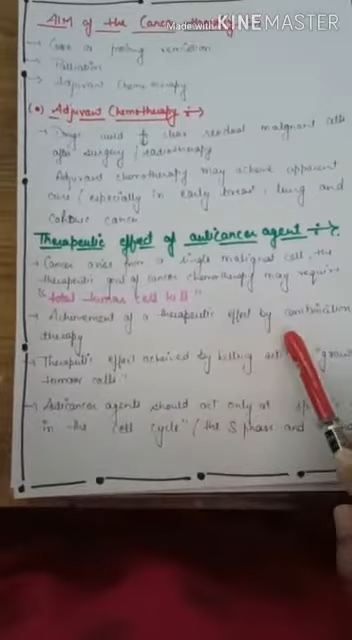 AIM of the Cancer therapy
Made with KINEMASTER
→ Cure or prolong remission
→ Palliation
→ Adjuvant Chemotherapy
(*) Adjuvant Chemotherapy :->
→ Drugs used to clear residual malignant cells
after surgery / radiotherapy
Adjuvant chemotherapy may achieve apparent
cure (especially in early breast, lung and
cancer
Therapeutic effect of anticancer agent :->
→ Cancer arises from a single malignant cell, the
therapeutic goal of cancer chemotherapy may require
"total tumor cell kill"
→ Achievement of a therapeutic effect by combination
therapy
→ Therapeutic effect achieved by killing
tumor cells"
→ Anticancer agents should act only at
in the cell cycle" (the S phase and